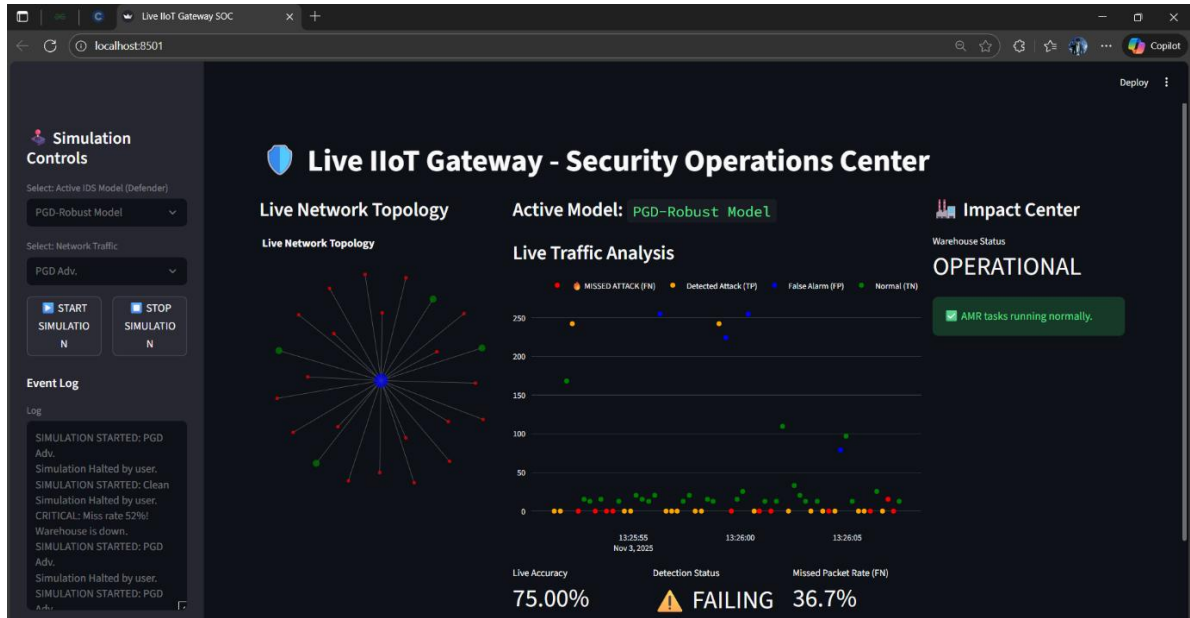 Live IIoT Gateway SOC
localhost:8501
Copilot
Deploy
Simulation
Controls
Select: Active IDS Model (Defender)
PGD-Robust Model
Select: Network Traffic
PGD Adv.
START
SIMULATIO
N
STOP
SIMULATIO
N
Event Log
Log
SIMULATION STARTED: PGD
Adv.
Simulation Halted by user.
SIMULATION STARTED: Clean
Simulation Halted by user.
CRITICAL: Miss rate 52%!
Warehouse is down.
SIMULATION STARTED: PGD
Adv.
Simulation Halted by user.
SIMULATION STARTED: PGD
Adv.
Live IIoT Gateway - Security Operations Center
Live Network Topology
Live Network Topology
Active Model: PGD-Robust Model
Live Traffic Analysis
MISSED ATTACK (FN) Detected Attack (TP) False Alarm (FP) Normal (TN)
250
200
150
100
50
0
13:25:55 13:26:00 13:26:05
Nov 3, 2025
Live Accuracy
75.00%
Detection Status
FAILING
Missed Packet Rate (FN)
36.7%
Impact Center
Warehouse Status
OPERATIONAL
AMR tasks running normally.